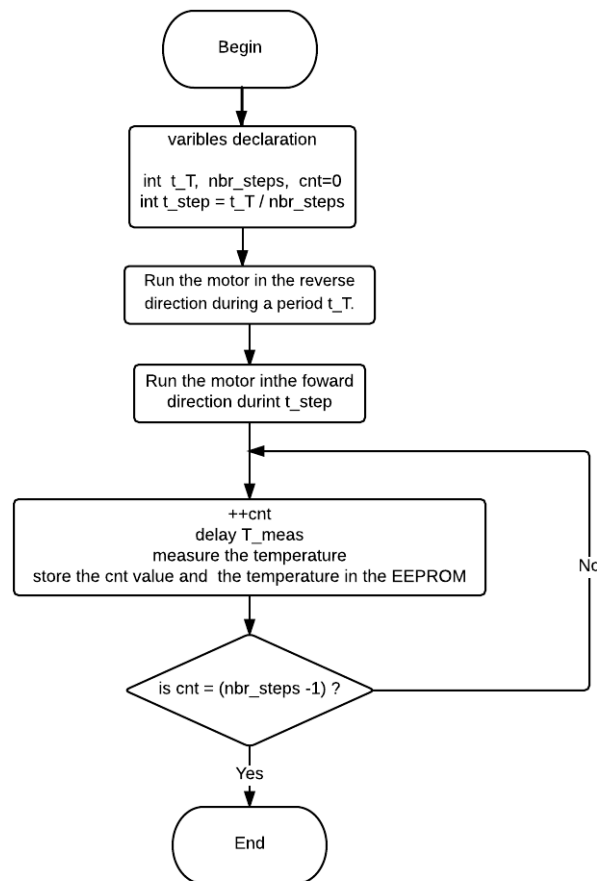 Begin
varibles declaration
int t_T, nbr_steps, cnt=0
int t_step = t_T / nbr_steps
Run the motor in the reverse
direction during a period t_T.
Run the motor inthe foward
direction durint t_step
++cnt
delay T_meas
measure the temperature
store the cnt value and the temperature in the EEPROM
No
is cnt = (nbr_steps -1) ?
Yes
End